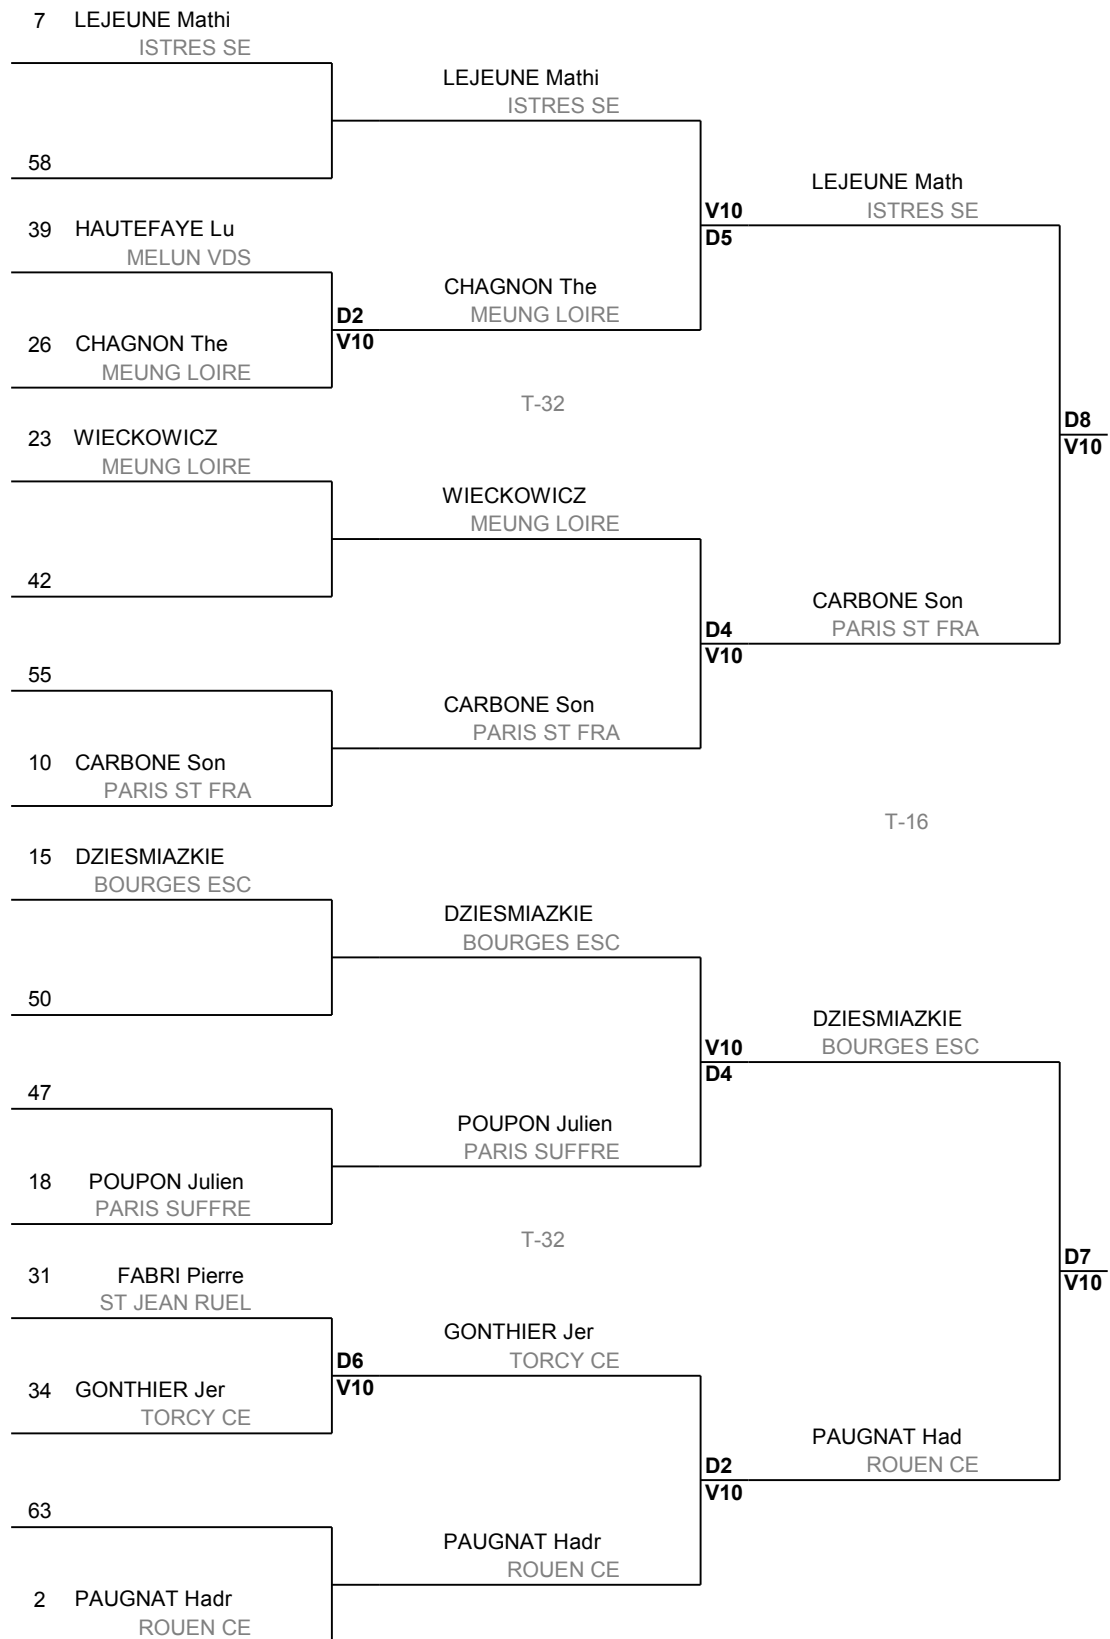 7 LEJEUNE Mathi
ISTRES SE
LEJEUNE Mathi
ISTRES SE
58
LEJEUNE Math
ISTRES SE
V10
D5
39 HAUTEFAYE Lu
MELUN VDS
CHAGNON The
MEUNG LOIRE
D2
V10
26 CHAGNON The
MEUNG LOIRE
T-32
D8
V10
23 WIECKOWICZ
MEUNG LOIRE
WIECKOWICZ
MEUNG LOIRE
42
CARBONE Son
PARIS ST FRA
D4
V10
55
CARBONE Son
PARIS ST FRA
10 CARBONE Son
PARIS ST FRA
T-16
15 DZIESMIAZKIE
BOURGES ESC
DZIESMIAZKIE
BOURGES ESC
50
DZIESMIAZKIE
BOURGES ESC
V10
D4
47
POUPON Julien
PARIS SUFFRE
18 POUPON Julien
PARIS SUFFRE
T-32
D7
V10
31 FABRI Pierre
ST JEAN RUEL
GONTHIER Jer
TORCY CE
D6
V10
34 GONTHIER Jer
TORCY CE
PAUGNAT Had
ROUEN CE
D2
V10
63
PAUGNAT Hadr
ROUEN CE
2 PAUGNAT Hadr
ROUEN CE